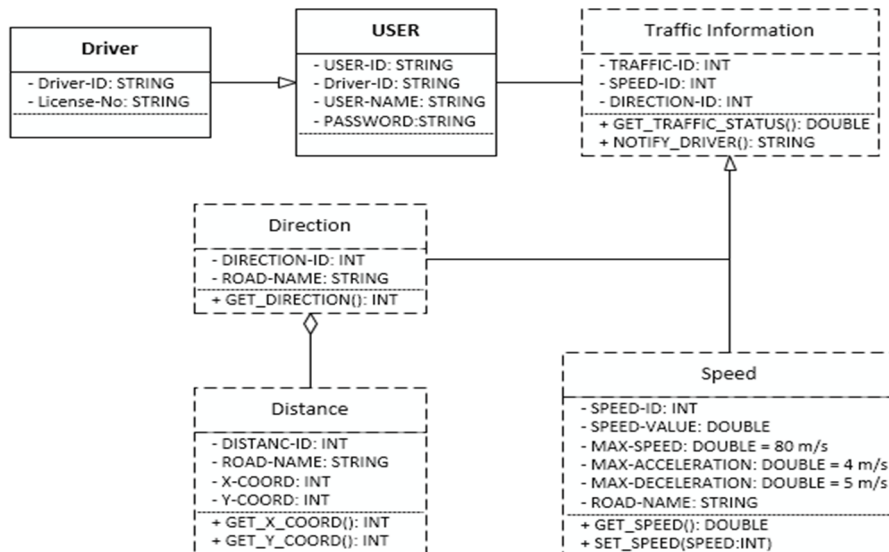 Driver
- Driver-ID: STRING
- License-No: STRING
USER
- USER-ID: STRING
- Driver-ID: STRING
- USER-NAME: STRING
- PASSWORD:STRING
Traffic Information
- TRAFFIC-ID: INT
- SPEED-ID: INT
- DIRECTION-ID: INT
+ GET_TRAFFIC_STATUS(): DOUBLE
+ NOTIFY_DRIVER(): STRING
Direction
- DIRECTION-ID: INT
- ROAD-NAME: STRING
+ GET_DIRECTION(): INT
Distance
- DISTANC-ID: INT
- ROAD-NAME: STRING
- X-COORD: INT
- Y-COORD: INT
+ GET_X_COORD(): INT
+ GET_Y_COORD(): INT
Speed
- SPEED-ID: INT
- SPEED-VALUE: DOUBLE
- MAX-SPEED: DOUBLE = 80 m/s
- MAX-ACCELERATION: DOUBLE = 4 m/s
- MAX-DECELERATION: DOUBLE = 5 m/s
- ROAD-NAME: STRING
+ GET_SPEED(): DOUBLE
+ SET_SPEED(SPEED:INT)